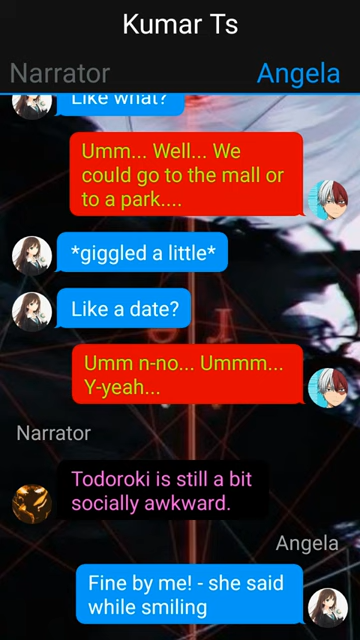 Kumar Ts
Narrator
Angela
Like what?
Umm... Well... We
could go to the mall or
to a park....
*giggled a little*
Like a date?
Umm n-no... Ummm...
Y-yeah...
Narrator
Todoroki is still a bit
socially awkward.
Angela
Fine by me! - she said
while smiling